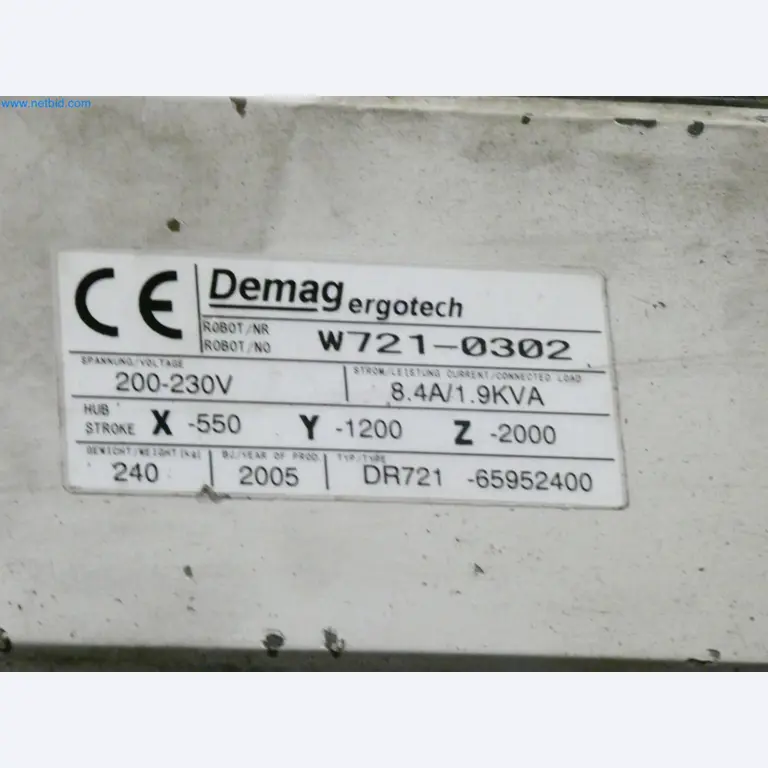 www.netbid.com
CE Demag ergotech
ROBOT/NR
ROBOT/NO W721-0302
SPANNUNG/VOLTAGE STROM/LEISTUNG CURRENT/CONNECTED LOAD
200-230V 8.4A/1.9KVA
HUB
STROKE X -550 Y -1200 Z -2000
GEWICHT/WEIGHT (kg) BJ/YEAR OF PROD. TYP/TYPE
240 2005 DR721 -65952400